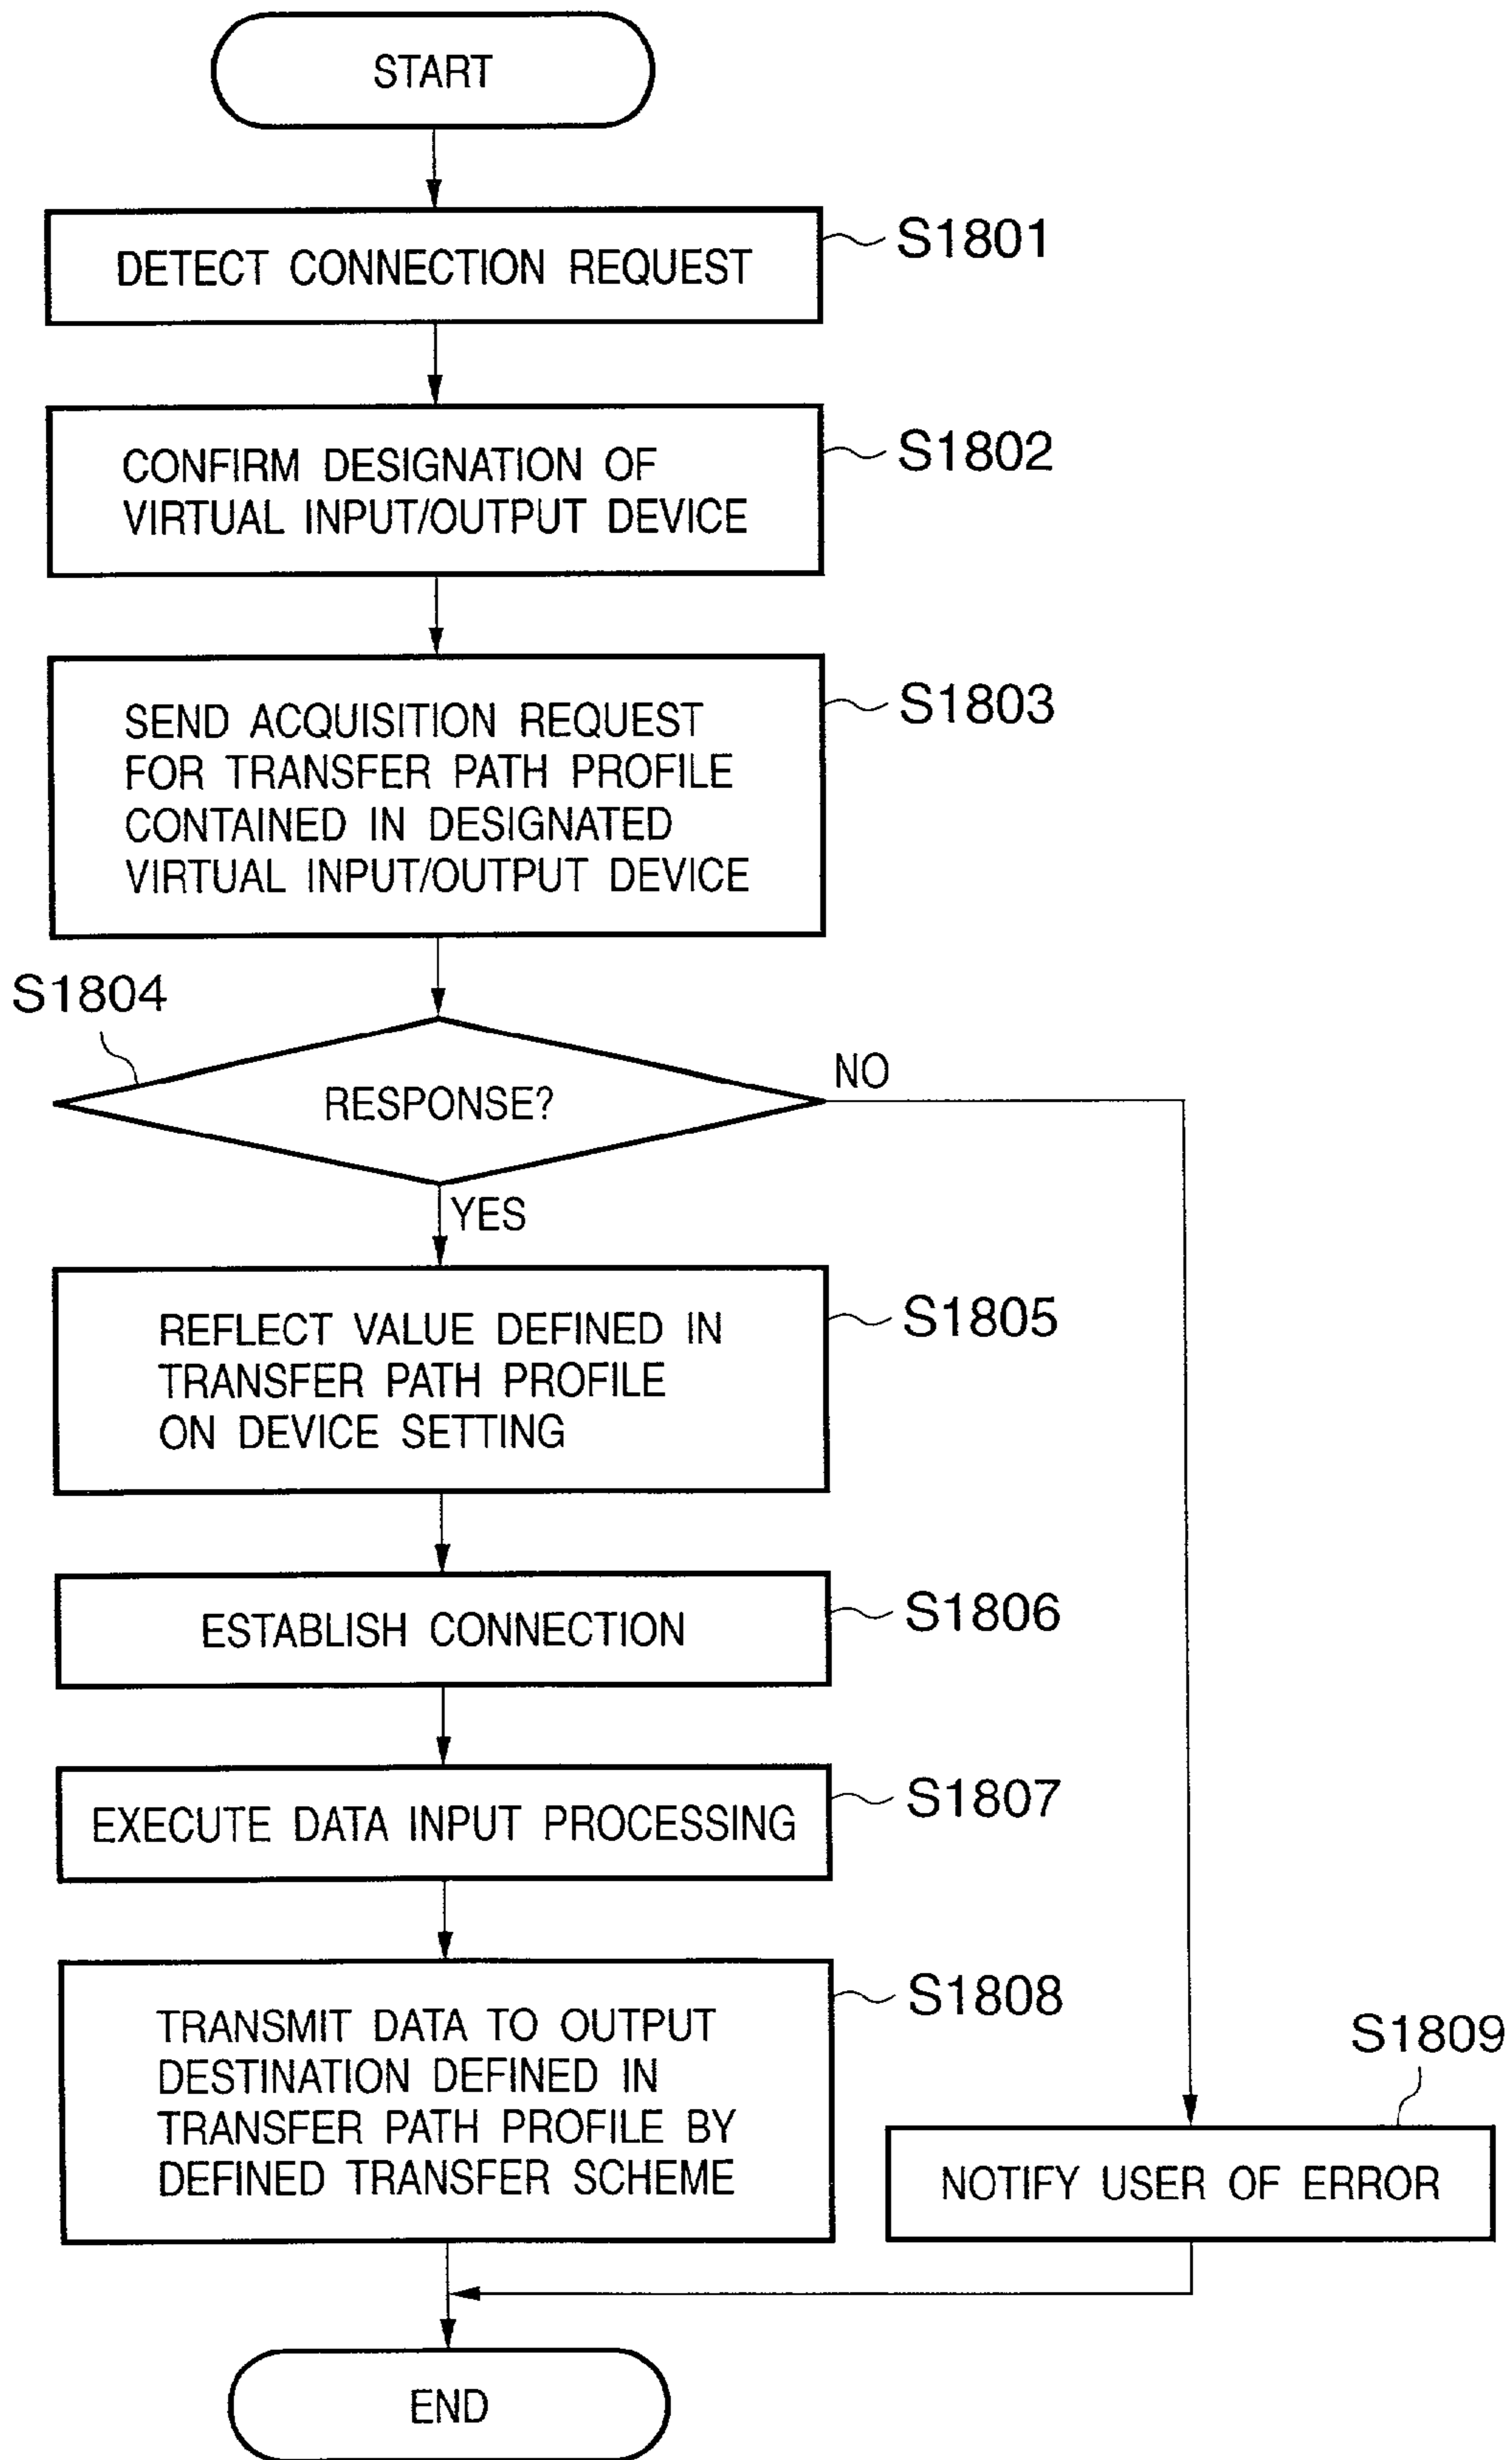 START
DETECT CONNECTION REQUEST
S1801
CONFIRM DESIGNATION OF
VIRTUAL INPUT/OUTPUT DEVICE
S1802
SEND ACQUISITION REQUEST
FOR TRANSFER PATH PROFILE
CONTAINED IN DESIGNATED
VIRTUAL INPUT/OUTPUT DEVICE
S1803
S1804
RESPONSE?
NO
YES
REFLECT VALUE DEFINED IN
TRANSFER PATH PROFILE
ON DEVICE SETTING
S1805
ESTABLISH CONNECTION
S1806
EXECUTE DATA INPUT PROCESSING
S1807
TRANSMIT DATA TO OUTPUT
DESTINATION DEFINED IN
TRANSFER PATH PROFILE BY
DEFINED TRANSFER SCHEME
S1808
S1809
NOTIFY USER OF ERROR
END